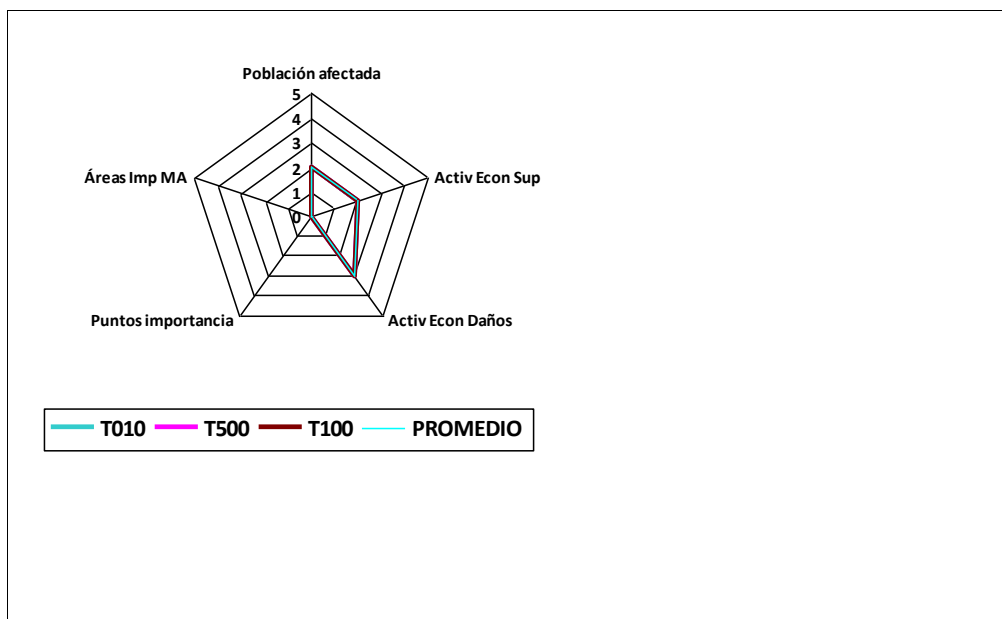 Población afectada
5
4
3
2
1
0
Áreas Imp MA
Activ Econ Sup
Puntos importancia
Activ Econ Daños
T010 T500 T100 PROMEDIO